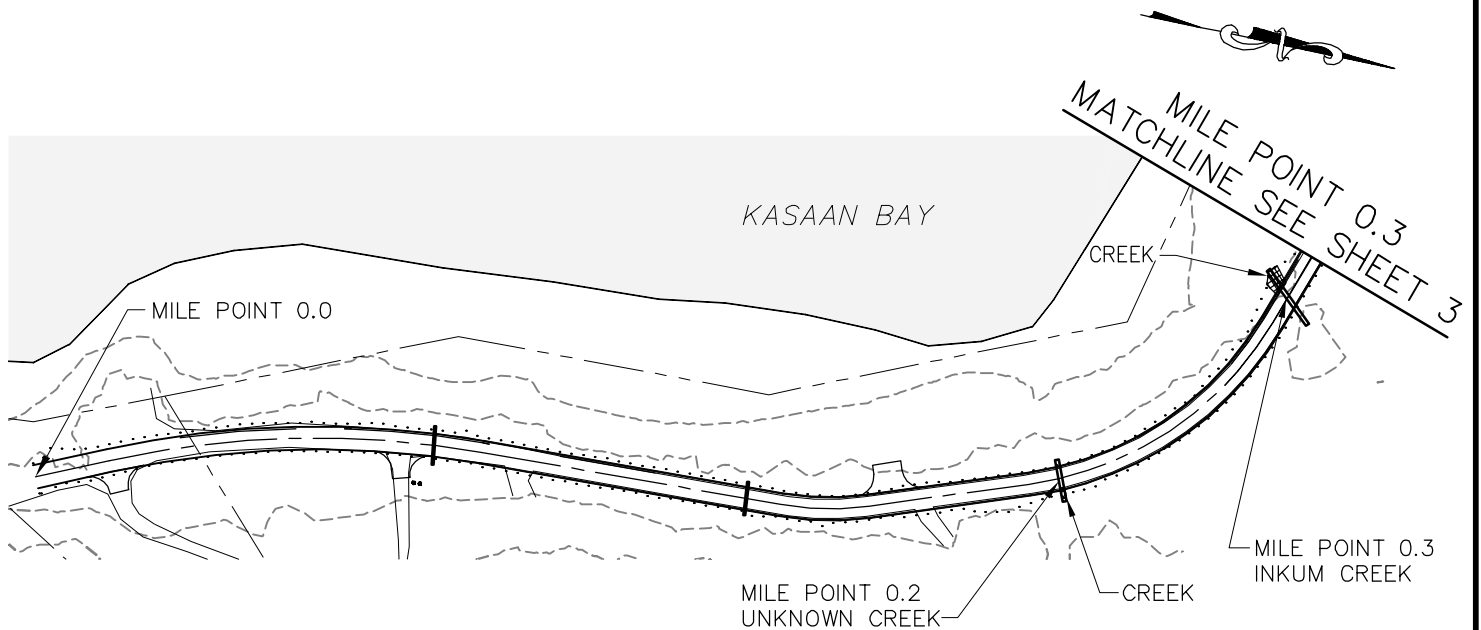 MILE POINT 0.3
MATCHLINE SEE SHEET 3
KASAAN BAY
CREEK
MILE POINT 0.0
MILE POINT 0.3
INKUM CREEK
MILE POINT 0.2
UNKNOWN CREEK
CREEK